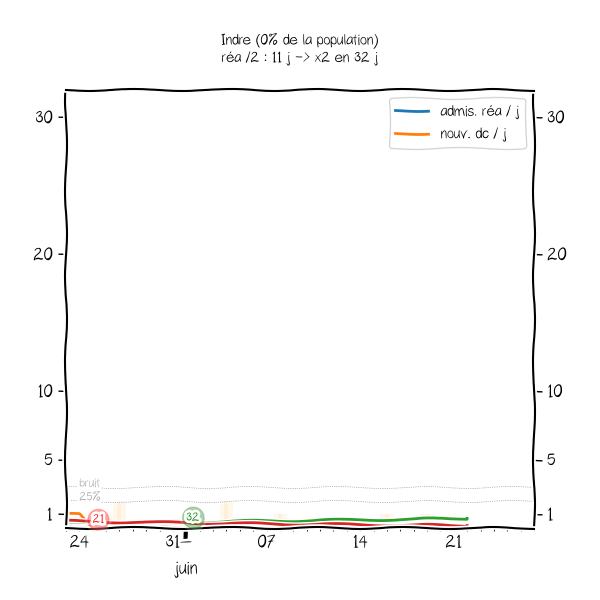 Indre (0% de la population)
réa /2 : 11 j -> x2 en 32 j
admis. réa / j
nouv. dc / j
30 30
20 20
10 10
5 5
bruit
25%
1 21 32 1
24 31 07 14 21
juin